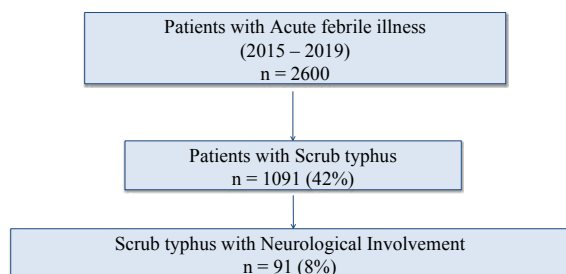 Patients with Acute febrile illness
(2015 – 2019)
n = 2600
Patients with Scrub typhus
n = 1091 (42%)
Scrub typhus with Neurological Involvement
n = 91 (8%)